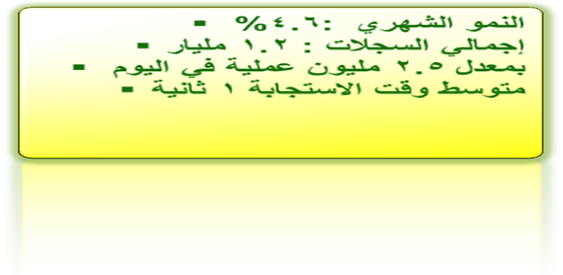 النمو الشهري : ٤.٦%
إجمالي السجلات : ١.٢ مليار
بمعدل ٢.٥ مليون عملية في اليوم
متوسط وقت الاستجابة ١ ثانية